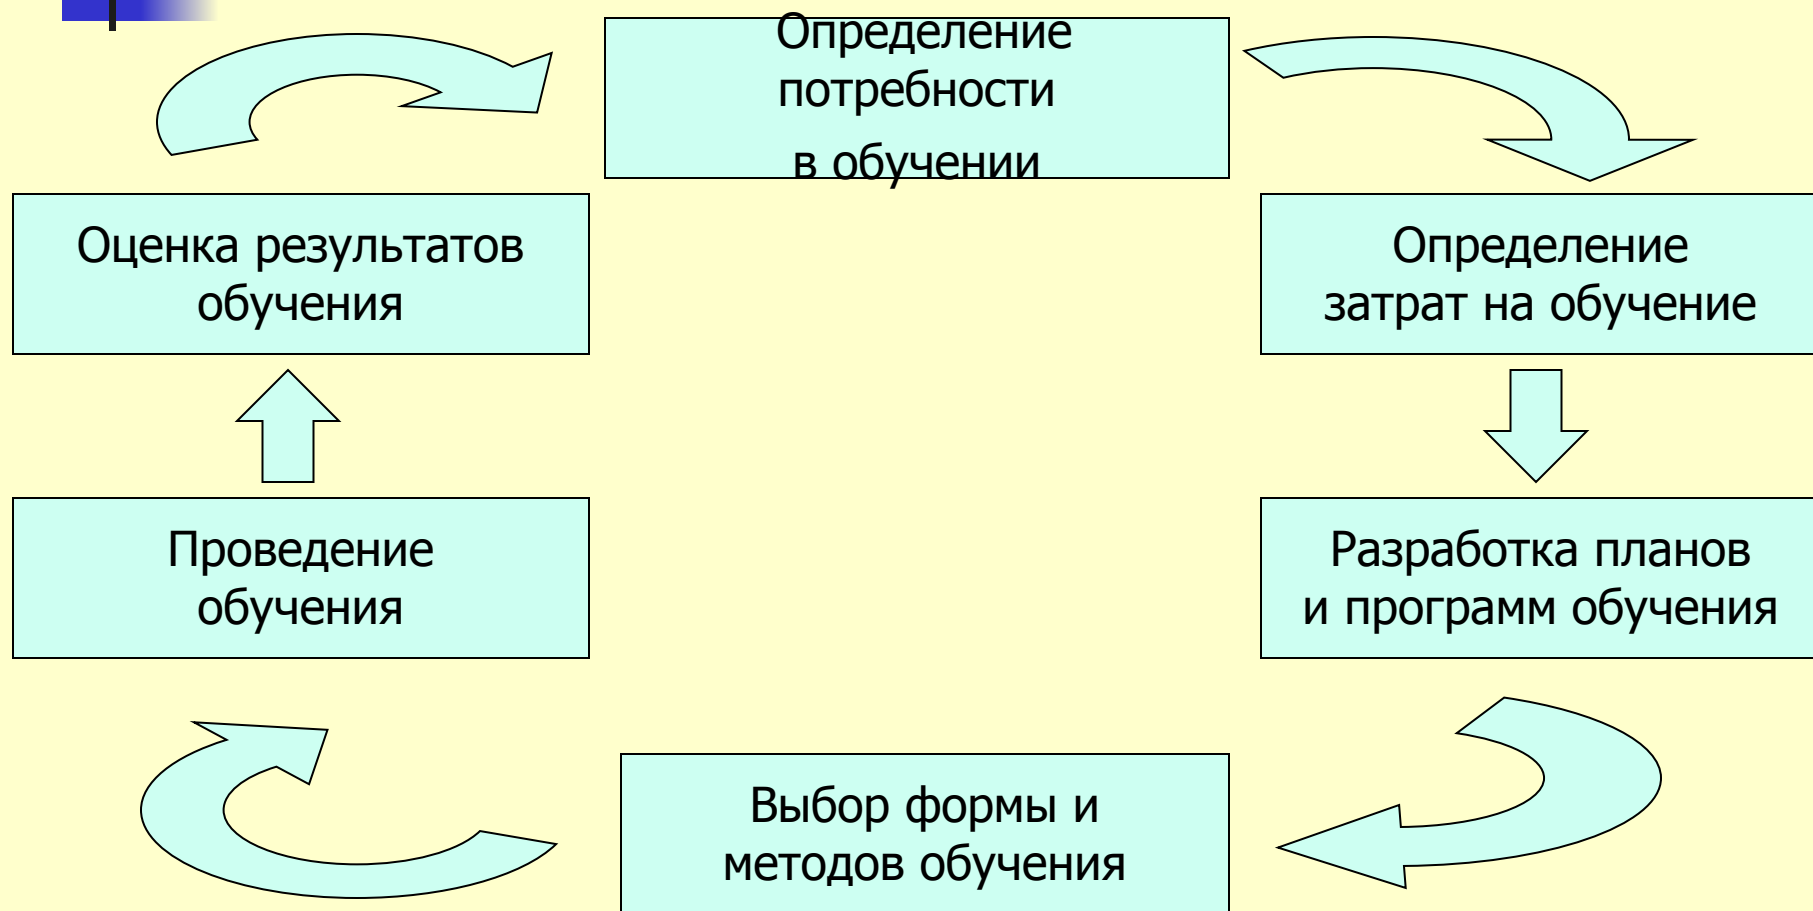 Определение
потребности
в обучении
Определение
затрат на обучение
Разработка планов
и программ обучения
Выбор формы и
методов обучения
Проведение
обучения
Оценка результатов
обучения